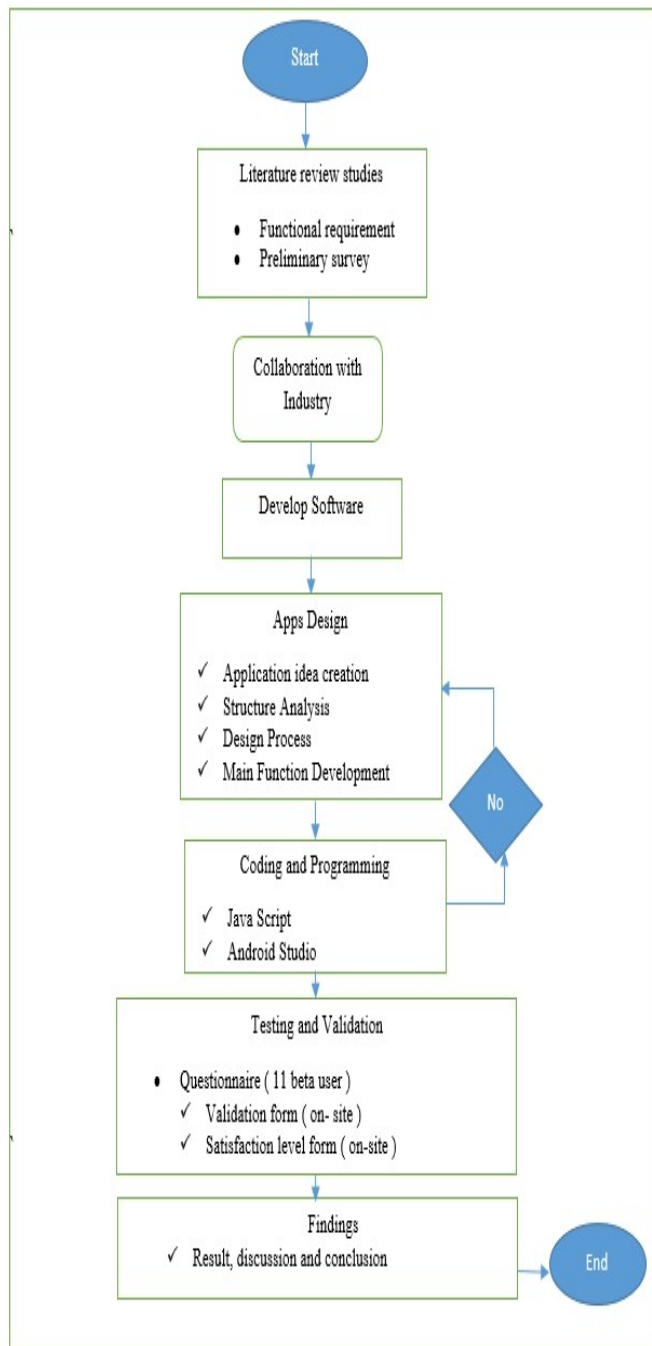 Start
Literature review studies
• Functional requirement
• Preliminary survey
Collaboration with
Industry
Develop Software
Apps Design
✓ Application idea creation
✓ Structure Analysis
✓ Design Process
✓ Main Function Development
No
Coding and Programming
✓ Java Script
✓ Android Studio
Testing and Validation
• Questionnaire ( 11 beta user )
✓ Validation form ( on- site )
✓ Satisfaction level form ( on-site )
Findings
✓ Result, discussion and conclusion
End